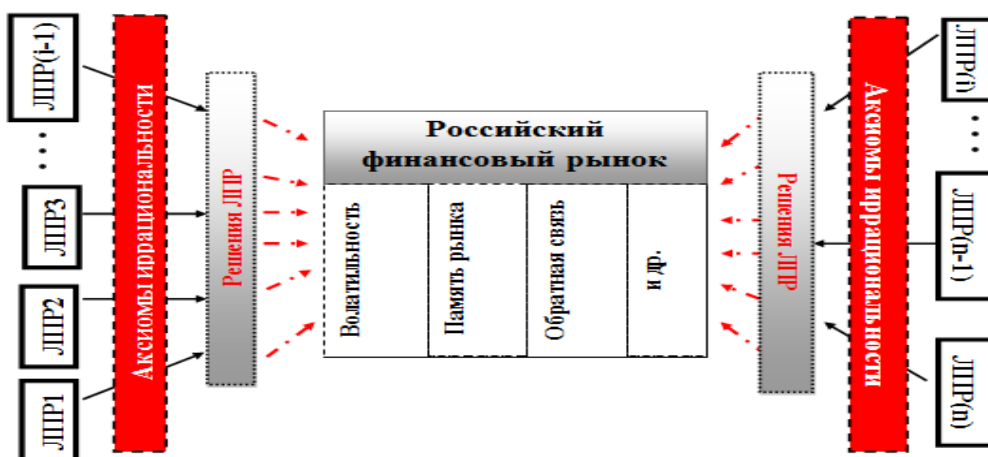 ЛПР(i-1)
...
ЛПР3
ЛПР2
ЛПР1
Аксиомы иррациональности
Решения ЛПР
Российский
финансовый рынок
Волатильность
Память рынка
Обратная связь
и др.
Решения ЛПР
Аксиомы иррациональности
ЛПР(i)
...
ЛПР(n-1)
ЛПР(n)